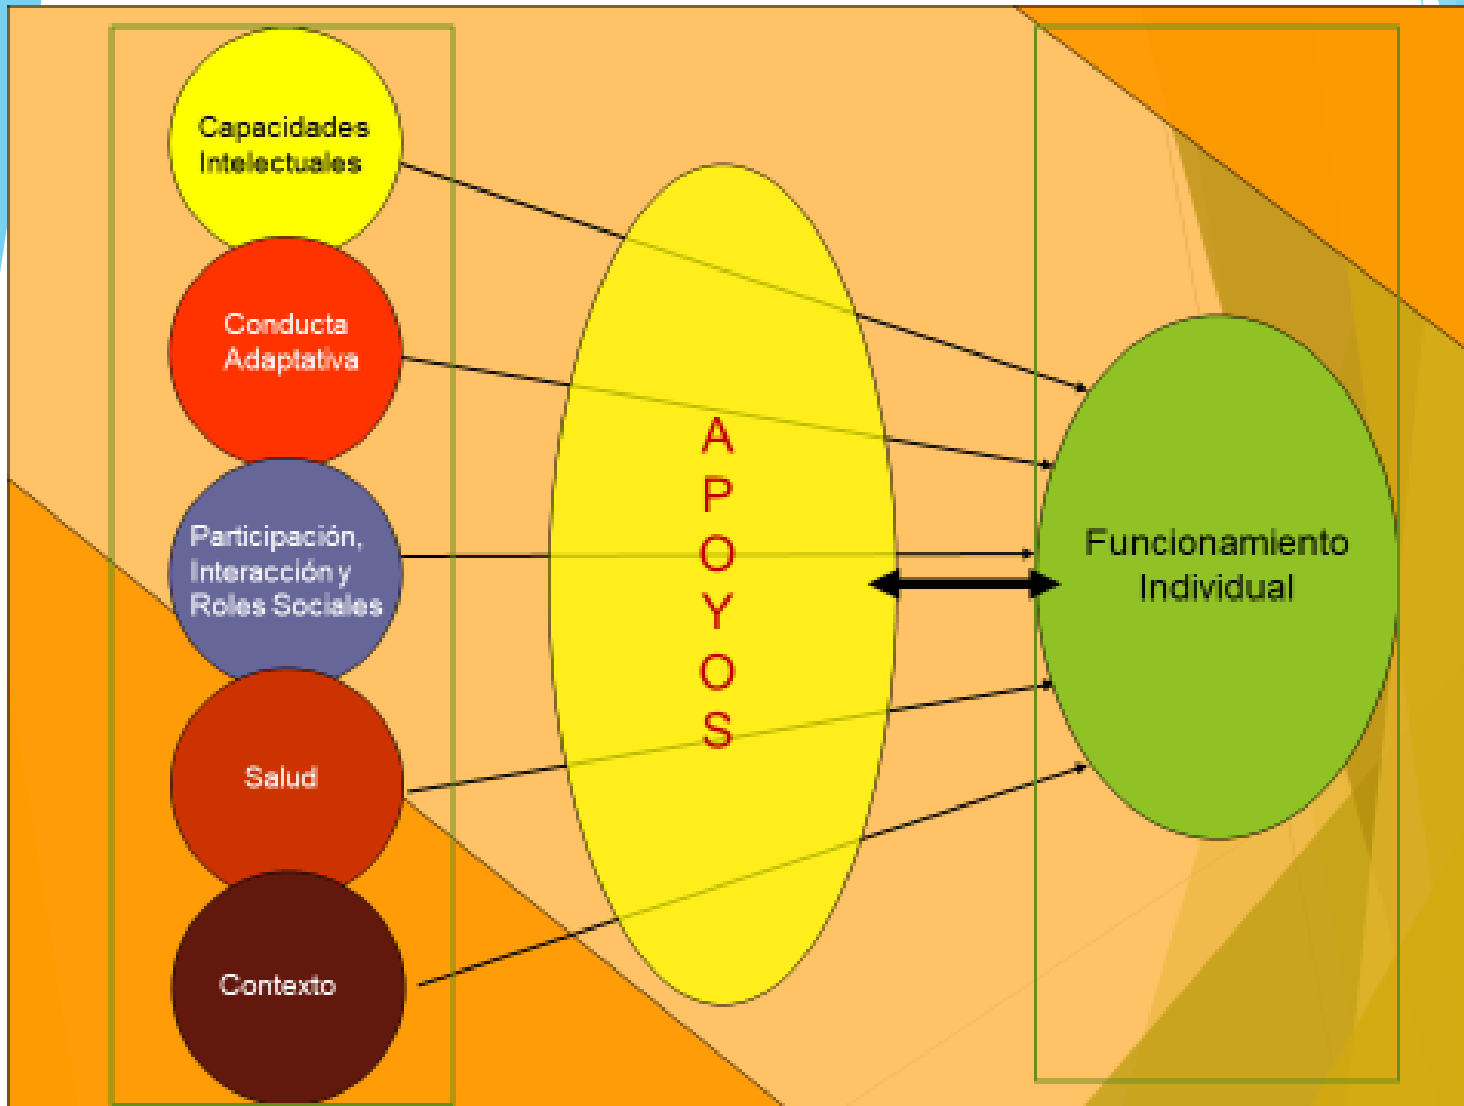 Capacidades
Intelectuales
Conducta
Adaptativa
Participación,
Interacción y
Roles Sociales
Salud
Contexto
A
P
O
Y
O
S
Funcionamiento
Individual